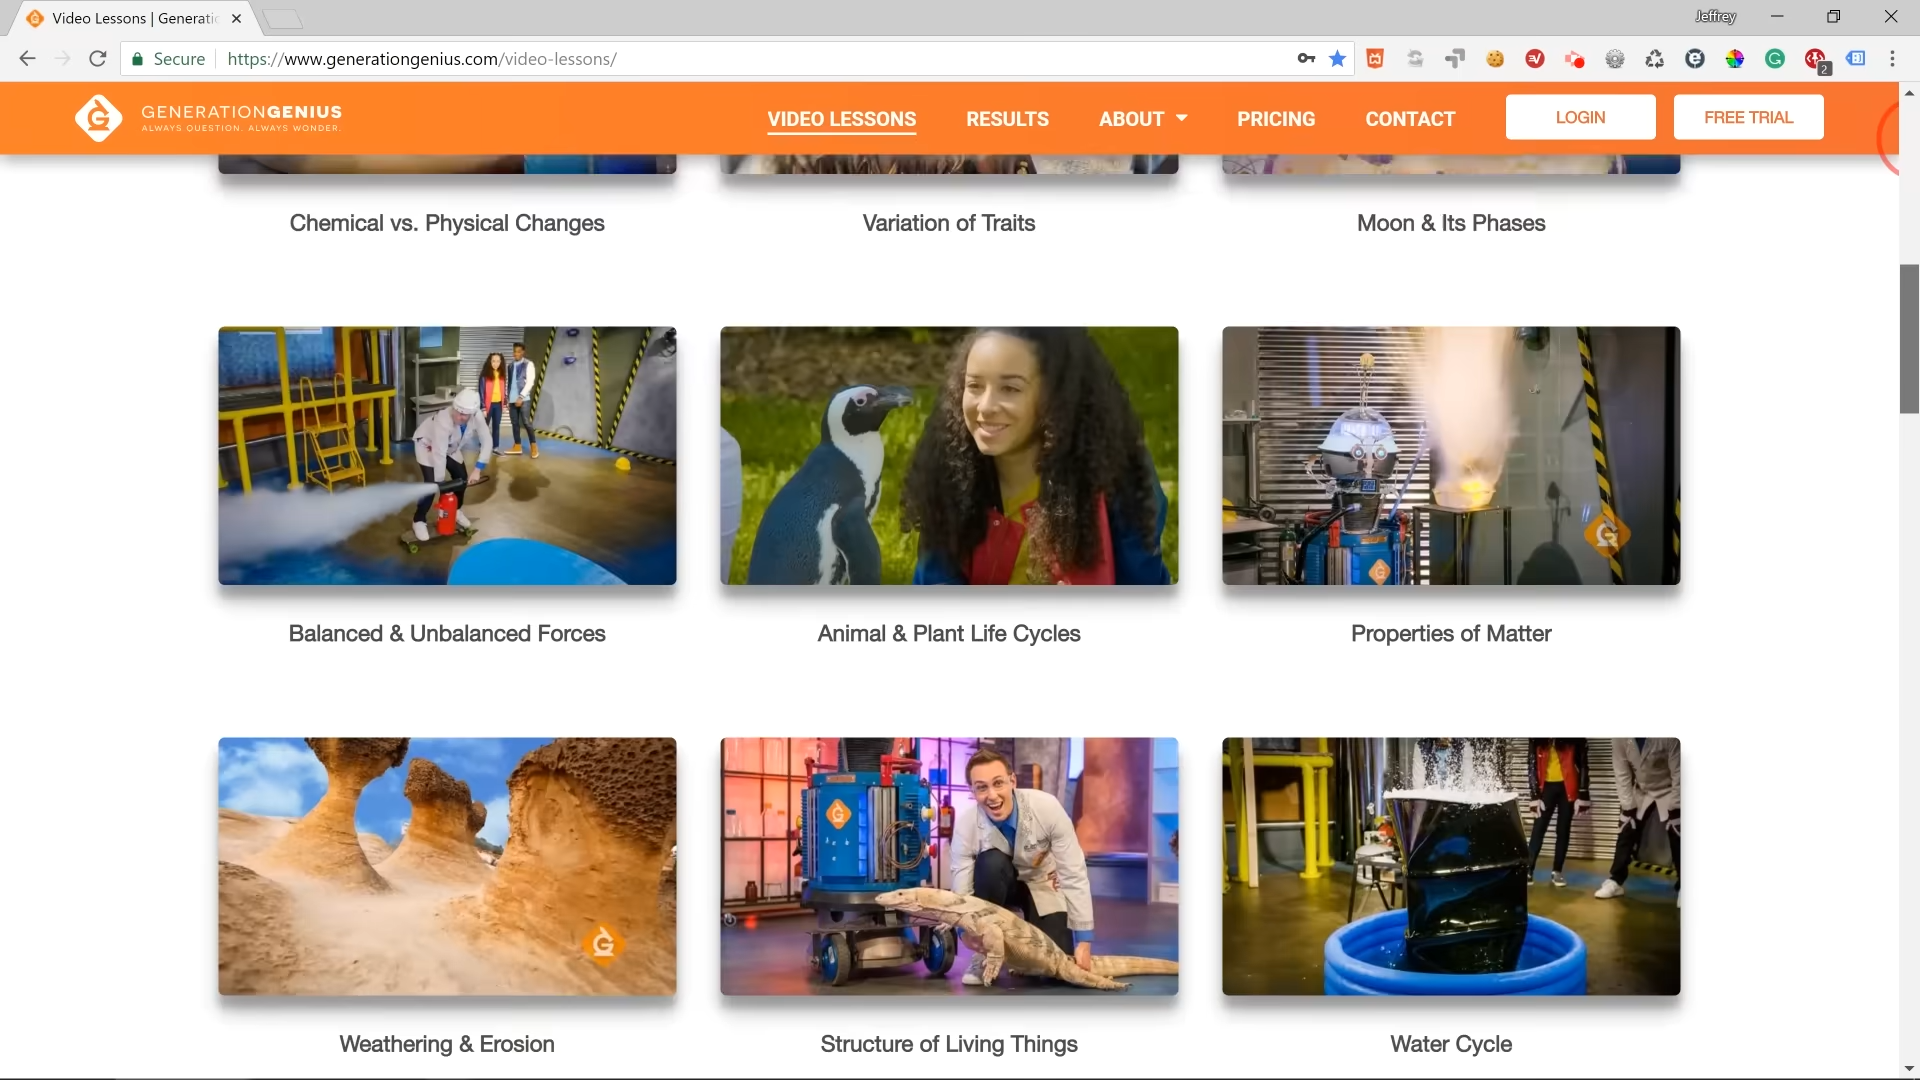 Video Lessons | Generatio
Jeffrey
Secure
https://www.generationgenius.com/video-lessons/
2
GENERATIONGENIUS
ALWAYS QUESTION. ALWAYS WONDER.
VIDEO LESSONS
RESULTS
ABOUT
PRICING
CONTACT
LOGIN
FREE TRIAL
Chemical vs. Physical Changes
Variation of Traits
Moon & Its Phases
Balanced & Unbalanced Forces
Animal & Plant Life Cycles
Properties of Matter
Weathering & Erosion
Structure of Living Things
Water Cycle